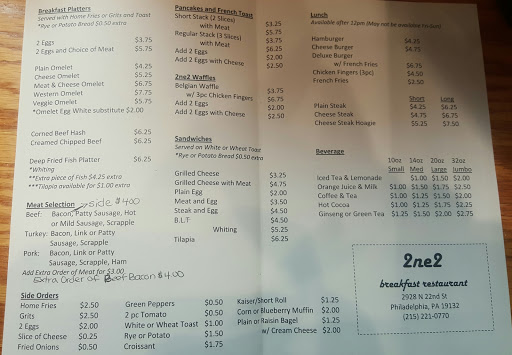 Breakfast Platters
Served with Home Fries or Grits and Toast
*Rye or Potato Bread $0.50 extra
2 Eggs $3.75
2 Eggs and Choice of Meat $5.75
Plain Omelet $4.25
Cheese Omelet $5.25
Meat & Cheese Omelet $6.75
Western Omelet $7.75
Veggie Omelet $5.75
*Omelet Egg White substitute $2.00
Corned Beef Hash $6.25
Creamed Chipped Beef $6.25
Deep Fried Fish Platter $6.25
*Whiting
**Extra piece of Fish $4.25 extra
***Tilapia available for $1.00 extra
Meat Selection side $4.00
Beef: Bacon, Patty Sausage, Hot
or Mild Sausage, Scrapple
Turkey: Bacon, Link or Patty
Sausage, Scrapple
Pork: Bacon, Link or Patty
Sausage, Scrapple, Ham
Add Extra Order of Meat for $3.00
Extra Order of Beef Bacon $4.00
Pancakes and French Toast
Short Stack (2 Slices) $3.25
with Meat $5.75
Regular Stack (3 Slices) $3.75
with Meat $6.75
Add 2 Eggs $2.00
Add 2 Eggs with Cheese $2.50
2ne2 Waffles
Belgian Waffle $3.75
w/ 3pc Chicken Fingers $6.75
Add 2 Eggs $2.00
Add 2 Eggs with Cheese $2.50
Sandwiches
Served on White or Wheat Toast
*Rye or Potato Bread $0.50 extra
Grilled Cheese $3.25
Grilled Cheese with Meat $4.75
Plain Egg $2.00
Meat and Egg $3.50
Steak and Egg $4.50
B.L.T $4.50
Whiting $5.25
Tilapia $6.25
Lunch
Available after 12pm (May not be available
Hamburger $4.25
Cheese Burger $4.75
Deluxe Burger
w/ French Fries $6.75
Chicken Fingers (3pc) $4.50
French Fries $2.50
Short Long
Plain Steak $4.25 $6.25
Cheese Steak $4.75 $6.75
Cheese Steak Hoagie $5.25 $7.50
Beverage
10oz 14oz 20oz 32oz
Small Med Large Jumbo
Iced Tea & Lemonade $1.00 $1.50 $2.00
Orange Juice & Milk $1.00 $1.50 $1.75 $2.50
Coffee & Tea $1.00 $1.25 $1.50 $2.00
Hot Cocoa $1.00 $1.25 $1.75 $2.25
Ginseng or Green Tea $1.25 $1.50 $2.00 $2.75
Side Orders
Home Fries $2.50
Grits $2.50
2 Eggs $2.00
Slice of Cheese $0.25
Fried Onions $0.50
Green Peppers $0.50
2 pc Tomato $0.50
White or Wheat Toast $1.00
Rye or Potato $1.50
Croissant $1.75
Kaiser/Short Roll $1.25
Corn or Blueberry Muffin $2.00
Plain or Raisin Bagel $1.25
w/ Cream Cheese $2.00
2ne2
breakfast restaurant
2928 N 22nd St
Philadelphia, PA 19132
(215) 221-0770